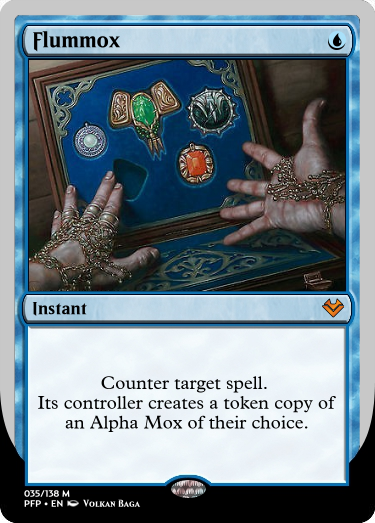 Flummox
Instant
Counter target spell.
Its controller creates a token copy of
an Alpha Mox of their choice.
035/138 M
PFP • EN Volkan Baga